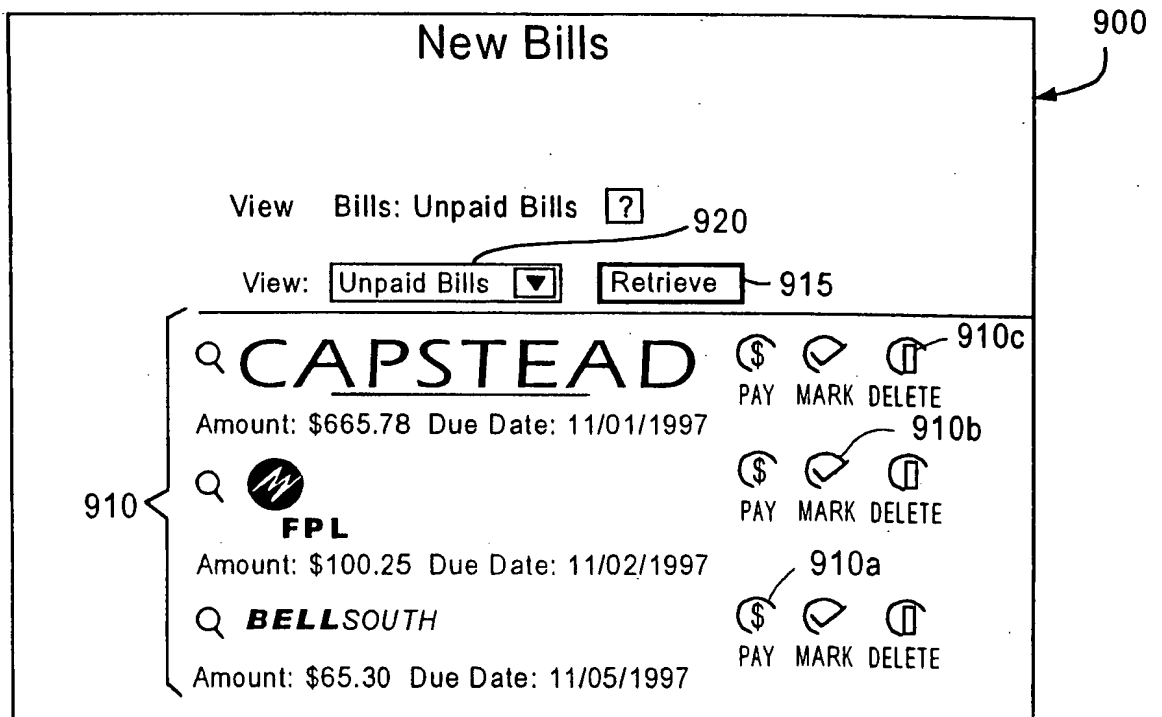 New Bills
900
View Bills: Unpaid Bills ?
920
View: Unpaid Bills Retrieve 915
CAPSTEAD $ 910c
PAY MARK DELETE
Amount: $665.78 Due Date: 11/01/1997
910b
$
910
FPL
PAY MARK DELETE
Amount: $100.25 Due Date: 11/02/1997
910a
BELLSOUTH $
PAY MARK DELETE
Amount: $65.30 Due Date: 11/05/1997